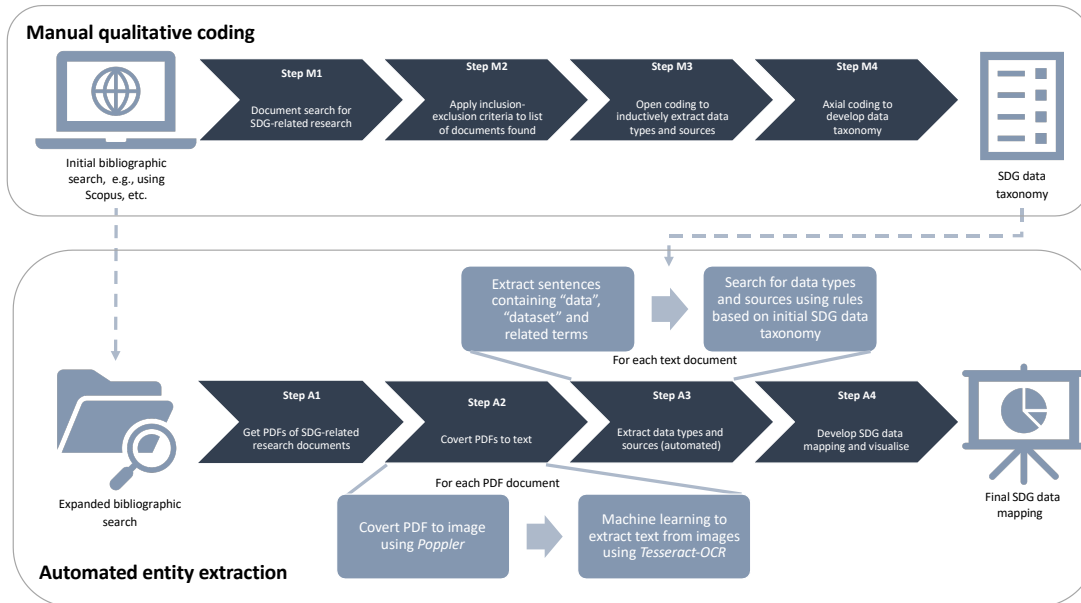 Manual qualitative coding
Initial bibliographic
search,  e.g., using
Scopus, etc.
Step M1
Document search for
SDG-related research
Step M2
Apply inclusion-
exclusion criteria to list
of documents found
Step M3
Open coding to
inductively extract data
types and sources
Step M4
Axial coding to
develop data
taxonomy
SDG data
taxonomy
Extract sentences
containing “data”,
“dataset” and
related terms
Search for data types
and sources using rules
based on initial SDG data
taxonomy
For each text document
Expanded bibliographic
search
Step A1
Get PDFs of SDG-related
research documents
Step A2
Covert PDFs to text
Step A3
Extract data types and
sources (automated)
Step A4
Develop SDG data
mapping and visualise
Final SDG data
mapping
For each PDF document
Covert PDF to image
using Poppler
Machine learning to
extract text from images
using Tesseract-OCR
Automated entity extraction